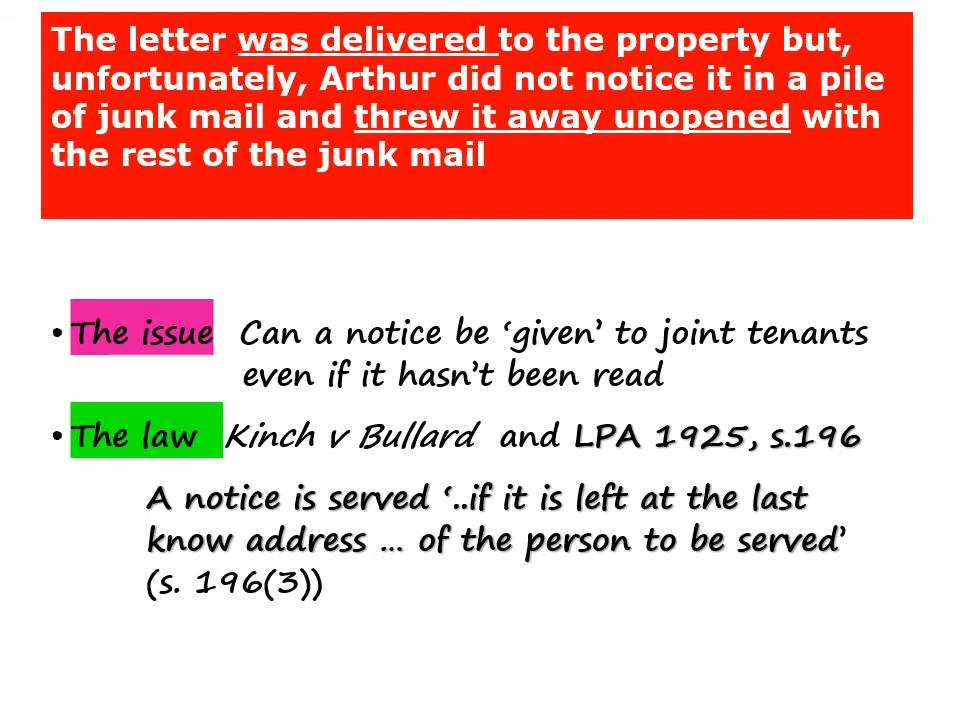 The letter was delivered to the property but,
unfortunately, Arthur did not notice it in a pile
of junk mail and threw it away unopened with
the rest of the junk mail
• The issue Can a notice be ‘given’ to joint tenants
even if it hasn’t been read
• The law Kinch v Bullard and LPA 1925, s.196
A notice is served ‘..if it is left at the last
know address ... of the person to be served’
(s. 196(3))